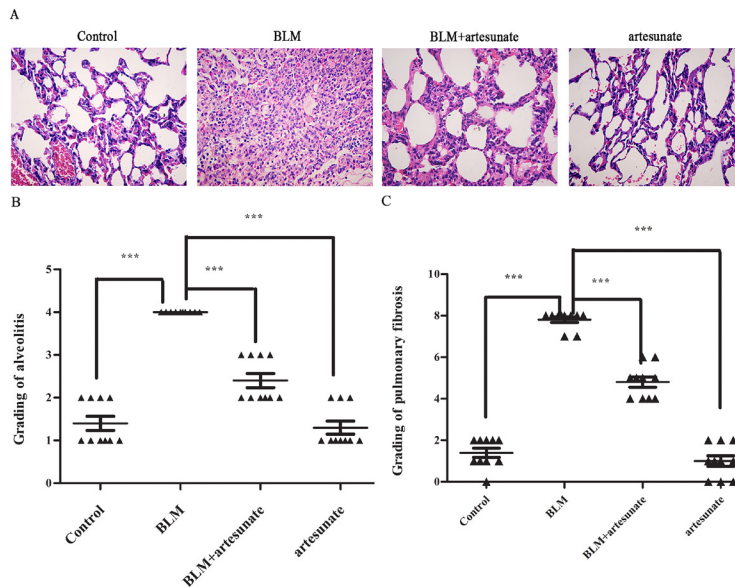 A
Control
BLM
BLM+artesunate
artesunate
B
***
***
***
Grading of alveolitis
5
4
3
2
1
0
Control
BLM
BLM+artesunate
artesunate
C
***
***
***
Grading of pulmonary fibrosis
10
8
6
4
2
0
Control
BLM
BLM+artesunate
artesunate